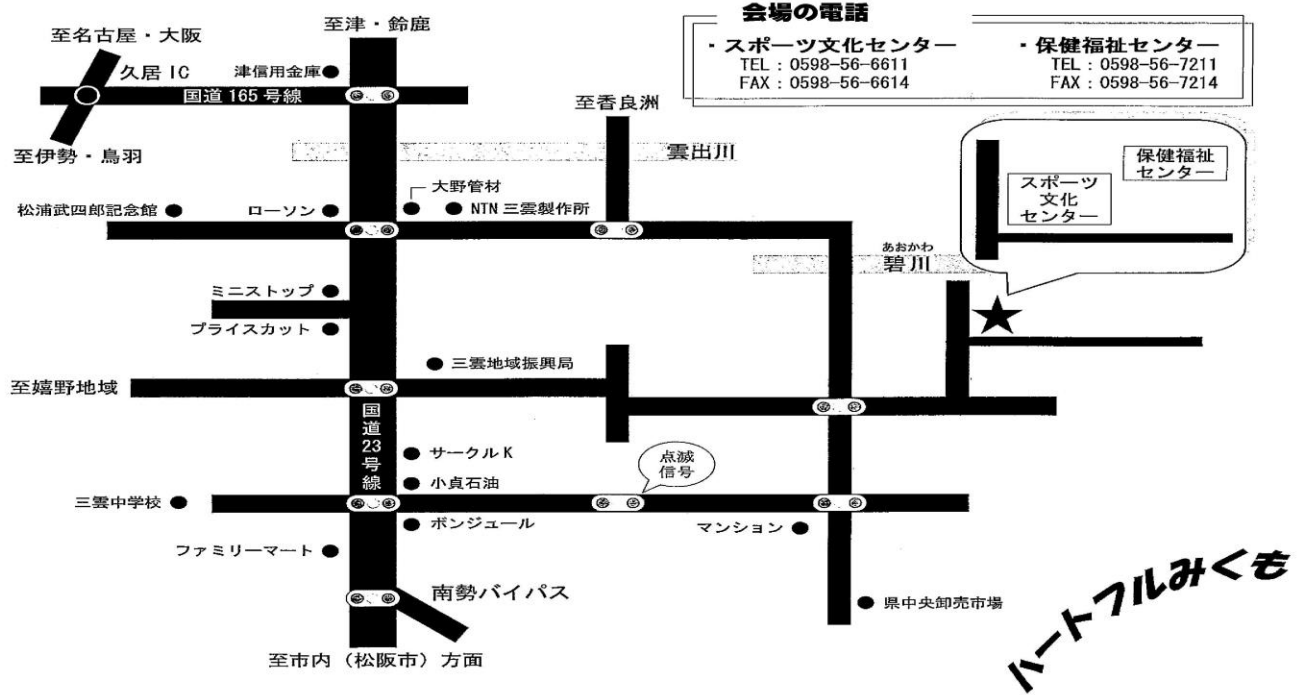 会場の電話
・スポーツ文化センター
TEL：0598-56-6611
FAX：0598-56-6614
・保健福祉センター
TEL：0598-56-7211
FAX：0598-56-7214
至津・鈴鹿
至名古屋・大阪
久居IC
津信用金庫
国道165号線
至香良洲
至伊勢・鳥羽
雲出川
保健福祉
センター
スポーツ
文化
センター
大野管材
松浦武四郎記念館
ローソン
NTN三雲製作所
あおかわ
碧川
ミニストップ
プライスカット
三雲地域振興局
至嬉野地域
国道23号線
サークルK
点滅
信号
小貞石油
三雲中学校
ボンジュール
マンション
ファミリーマート
南勢バイパス
県中央卸売市場
ハートフルみくも
至市内（松阪市）方面